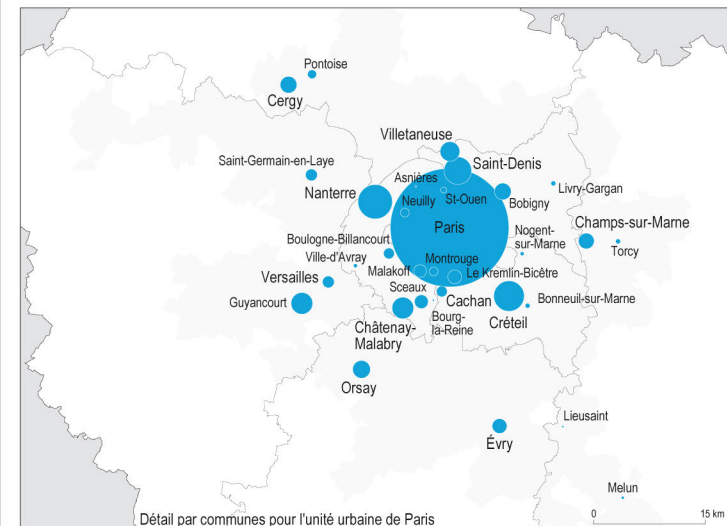 Pontoise
Cergy
Villetaneuse
Saint-Denis
Saint-Germain-en-Laye
Asnières
Livry-Gargan
Nanterre
Neuilly
St-Ouen
Bobigny
Paris
Champs-sur-Marne
Nogent-
sur-Marne
Torcy
Boulogne-Billancourt
Ville-d'Avray
Montrouge
Malakoff
Le Kremlin-Bicêtre
Versailles
Sceaux
Guyancourt
Cachan
Bonneuil-sur-Marne
Bourg-
la-Reine
Créteil
Châtenay-
Malabry
Orsay
Lieusaint
Évry
Melun
Détail par communes pour l'unité urbaine de Paris
0 15 km